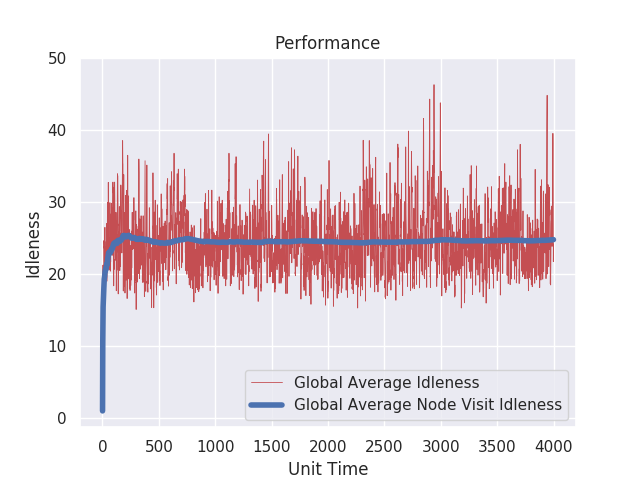 Performance
50
40
30
20
10
0
Idleness
Global Average Idleness
Global Average Node Visit Idleness
0 500 1000 1500 2000 2500 3000 3500 4000
Unit Time